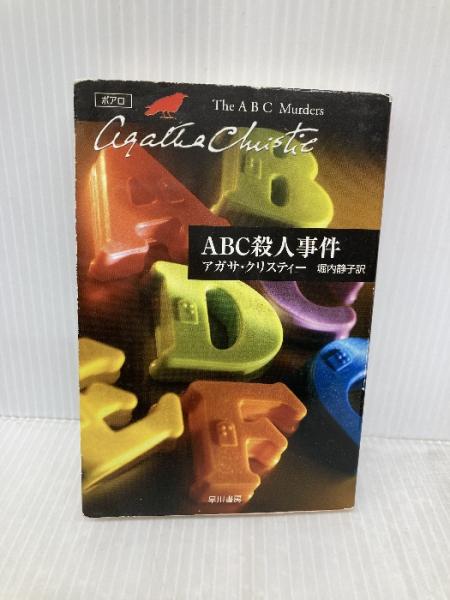 ポアロ
The ABC Murders
Agatha Christie
ABC殺人事件
アガサ・クリスティー 堀内静子訳
A
B
C
D
E
F
早川書房